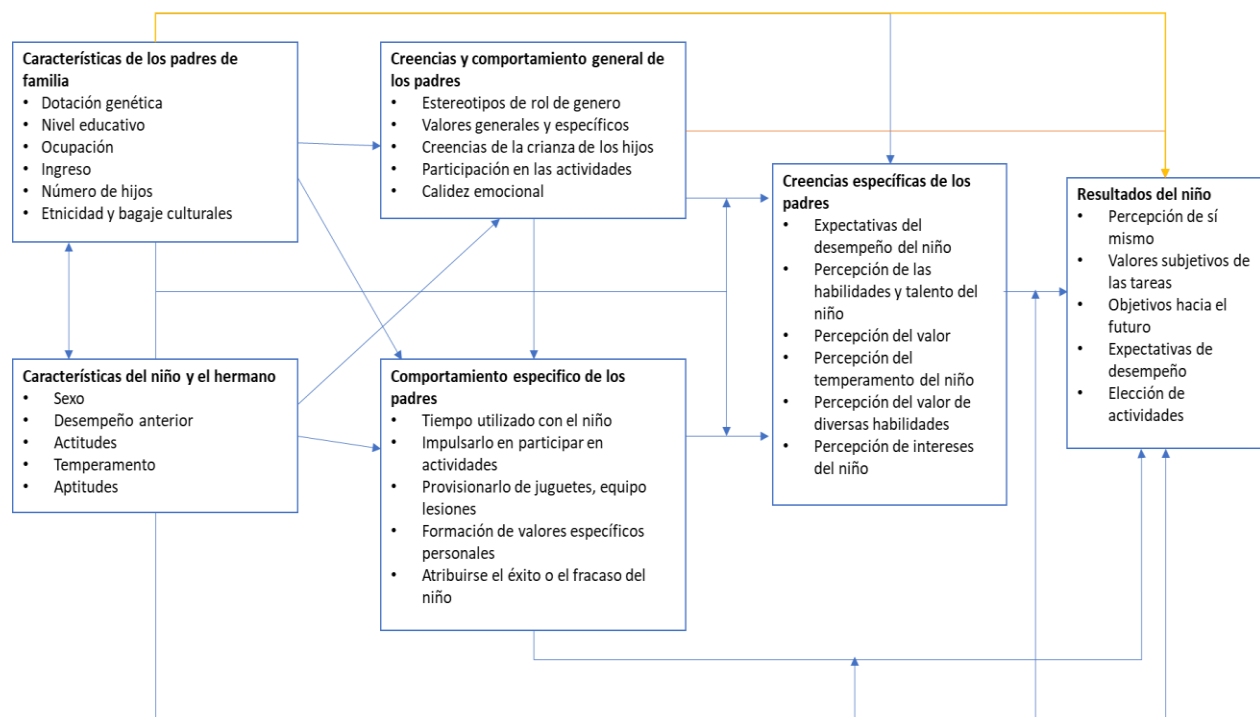 Características de los padres de
familia
• Dotación genética
• Nivel educativo
• Ocupación
• Ingreso
• Número de hijos
• Etnicidad y bagaje culturales
Creencias y comportamiento general de
los padres
• Estereotipos de rol de genero
• Valores generales y específicos
• Creencias de la crianza de los hijos
• Participación en las actividades
• Calidez emocional
Características del niño y el hermano
• Sexo
• Desempeño anterior
• Actitudes
• Temperamento
• Aptitudes
Comportamiento especifico de los
padres
• Tiempo utilizado con el niño
• Impulsarlo en participar en
actividades
• Provisionarlo de juguetes, equipo
lesiones
• Formación de valores específicos
personales
• Atribuirse el éxito o el fracaso del
niño
Creencias específicas de los
padres
• Expectativas del
desempeño del niño
• Percepción de las
habilidades y talento del
niño
• Percepción del valor
• Percepción del
temperamento del niño
• Percepción del valor de
diversas habilidades
• Percepción de intereses
del niño
Resultados del niño
• Percepción de sí
mismo
• Valores subjetivos de
las tareas
• Objetivos hacia el
futuro
• Expectativas de
desempeño
• Elección de
actividades